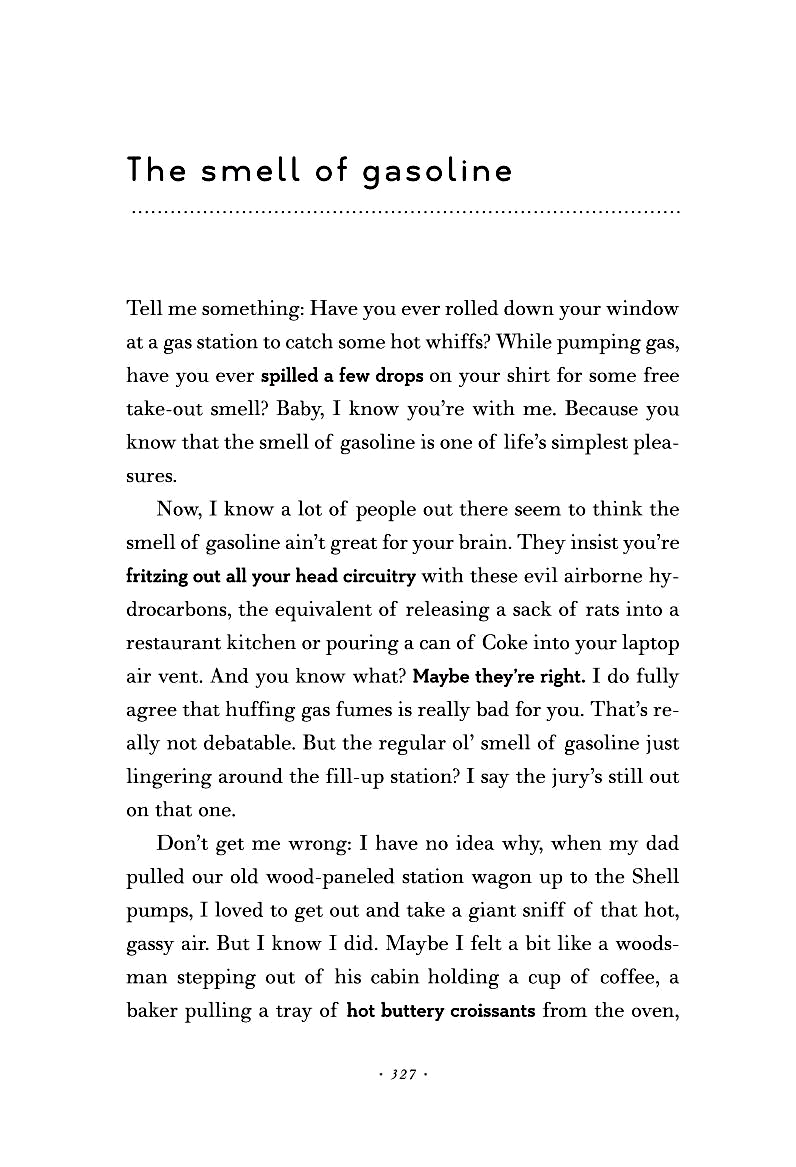 The smell of gasoline
Tell me something: Have you ever rolled down your window
at a gas station to catch some hot whiffs? While pumping gas,
have you ever spilled a few drops on your shirt for some free
take-out smell? Baby, I know you’re with me. Because you
know that the smell of gasoline is one of life’s simplest plea-
sures.
Now, I know a lot of people out there seem to think the
smell of gasoline ain’t great for your brain. They insist you’re
fritzing out all your head circuitry with these evil airborne hy-
drocarbons, the equivalent of releasing a sack of rats into a
restaurant kitchen or pouring a can of Coke into your laptop
air vent. And you know what? Maybe they’re right. I do fully
agree that huffing gas fumes is really bad for you. That’s re-
ally not debatable. But the regular ol’ smell of gasoline just
lingering around the fill-up station? I say the jury’s still out
on that one.
Don’t get me wrong: I have no idea why, when my dad
pulled our old wood-paneled station wagon up to the Shell
pumps, I loved to get out and take a giant sniff of that hot,
gassy air. But I know I did. Maybe I felt a bit like a woods-
man stepping out of his cabin holding a cup of coffee, a
baker pulling a tray of hot buttery croissants from the oven,
· 327 ·